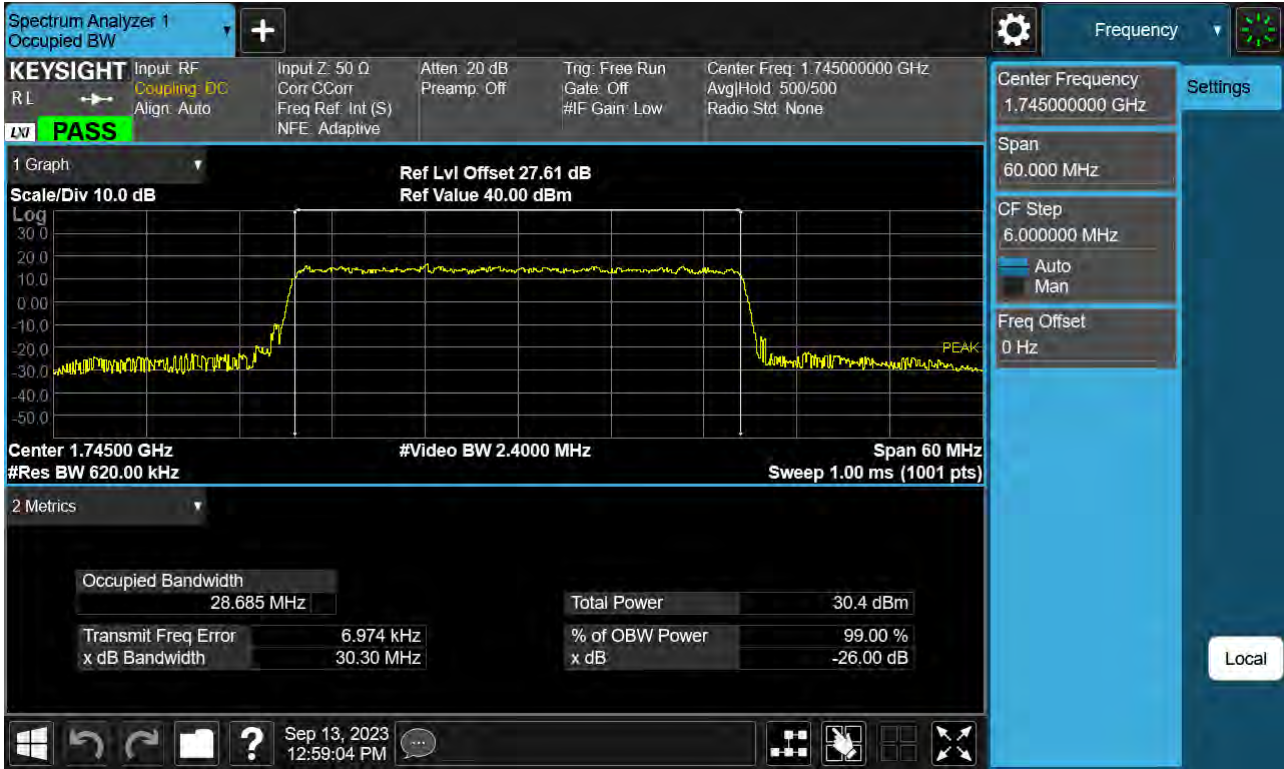 Spectrum Analyzer 1
Occupied BW
+
Frequency
KEYSIGHT
RL
LXI PASS
Input: RF
Coupling: DC
Align: Auto
Input Z: 50 Ω
Corr CCorr
Freq Ref: Int (S)
NFE: Adaptive
Atten: 20 dB
Preamp: Off
Trig: Free Run
Gate: Off
#IF Gain: Low
Center Freq: 1.745000000 GHz
Avg|Hold: 500/500
Radio Std: None
Center Frequency
1.745000000 GHz
Settings
Span
60.000 MHz
CF Step
6.000000 MHz
Auto
Man
Freq Offset
0 Hz
1 Graph
Scale/Div 10.0 dB
Ref Lvl Offset 27.61 dB
Ref Value 40.00 dBm
Log
30.0
20.0
10.0
0.00
-10.0
-20.0
-30.0
-40.0
-50.0
PEAK
Center 1.74500 GHz
#Video BW 2.4000 MHz
Span 60 MHz
#Res BW 620.00 kHz
Sweep 1.00 ms (1001 pts)
2 Metrics
Occupied Bandwidth
28.685 MHz
Total Power 30.4 dBm
Transmit Freq Error 6.974 kHz
% of OBW Power 99.00 %
x dB Bandwidth 30.30 MHz
x dB -26.00 dB
Local
?
Sep 13, 2023
12:59:04 PM